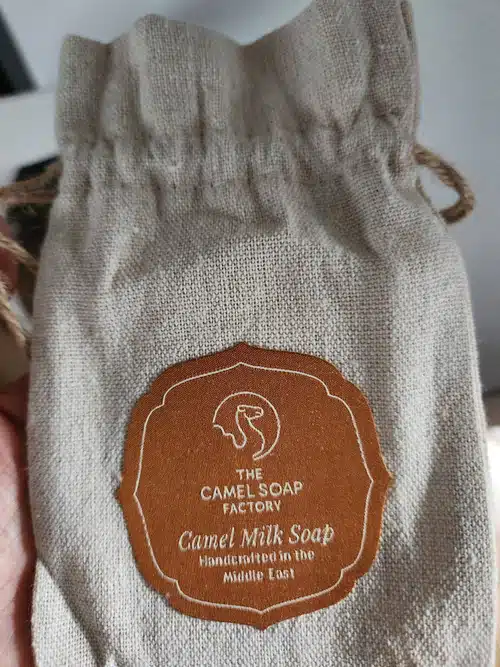 THE
CAMEL SOAP
FACTORY
Camel Milk Soap
Handcrafted in the
Middle East